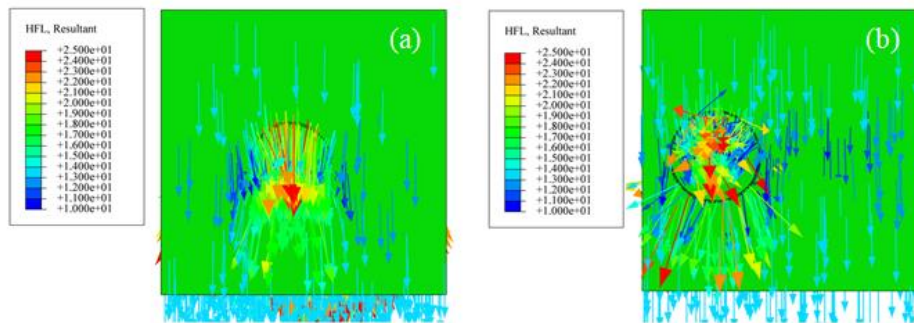 HFL, Resultant
+2.500e+01
+2.400e+01
+2.300e+01
+2.200e+01
+2.100e+01
+2.000e+01
+1.900e+01
+1.800e+01
+1.700e+01
+1.600e+01
+1.500e+01
+1.400e+01
+1.300e+01
+1.200e+01
+1.100e+01
+1.000e+01
(a)
HFL, Resultant
+2.500e+01
+2.400e+01
+2.300e+01
+2.200e+01
+2.100e+01
+2.000e+01
+1.900e+01
+1.800e+01
+1.700e+01
+1.600e+01
+1.500e+01
+1.400e+01
+1.300e+01
+1.200e+01
+1.100e+01
+1.000e+01
(b)